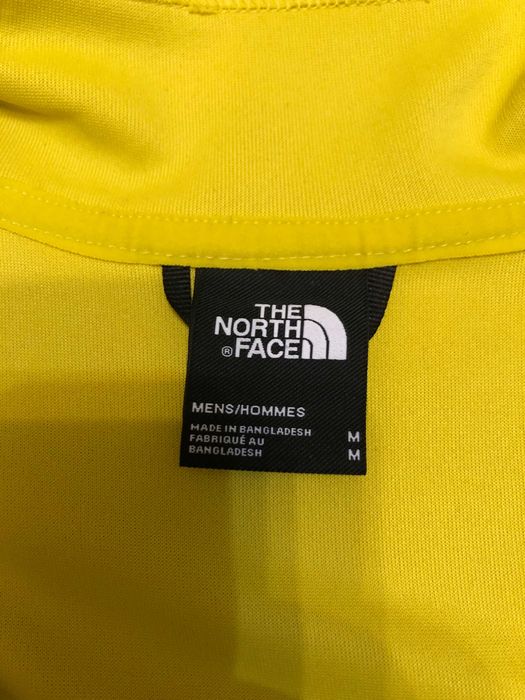 THE
NORTH
® FACE
MENS/HOMMES
MADE IN BANGLADESH M
FABRIQUÉ AU
BANGLADESH M